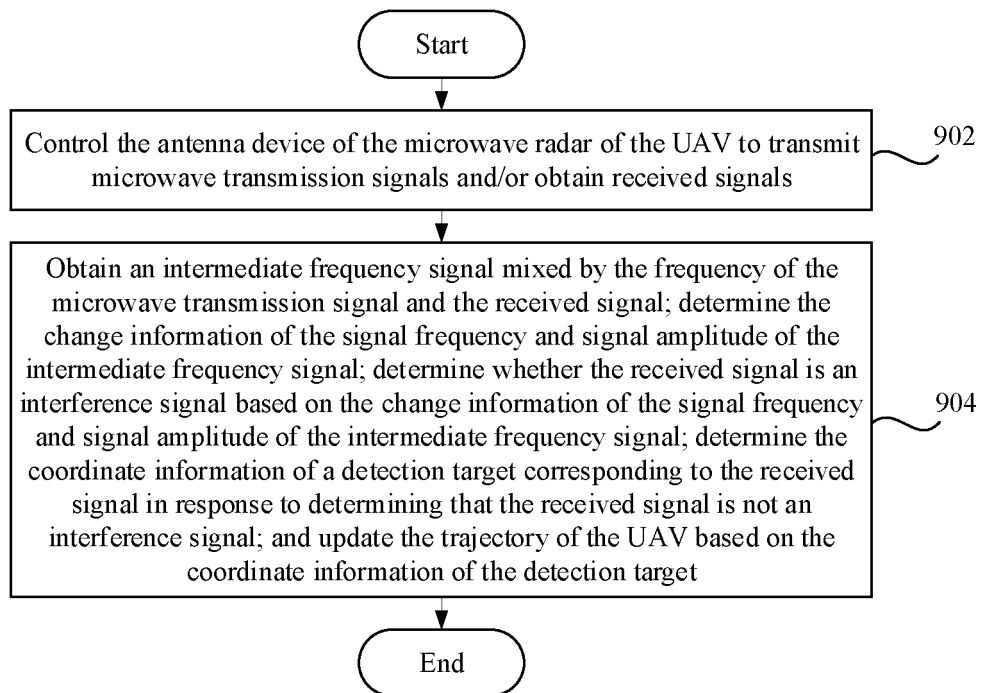 Start
Control the antenna device of the microwave radar of the UAV to transmit
microwave transmission signals and/or obtain received signals
902
Obtain an intermediate frequency signal mixed by the frequency of the
microwave transmission signal and the received signal; determine the
change information of the signal frequency and signal amplitude of the
intermediate frequency signal; determine whether the received signal is an
interference signal based on the change information of the signal frequency
and signal amplitude of the intermediate frequency signal; determine the
coordinate information of a detection target corresponding to the received
signal in response to determining that the received signal is not an
interference signal; and update the trajectory of the UAV based on the
coordinate information of the detection target
904
End